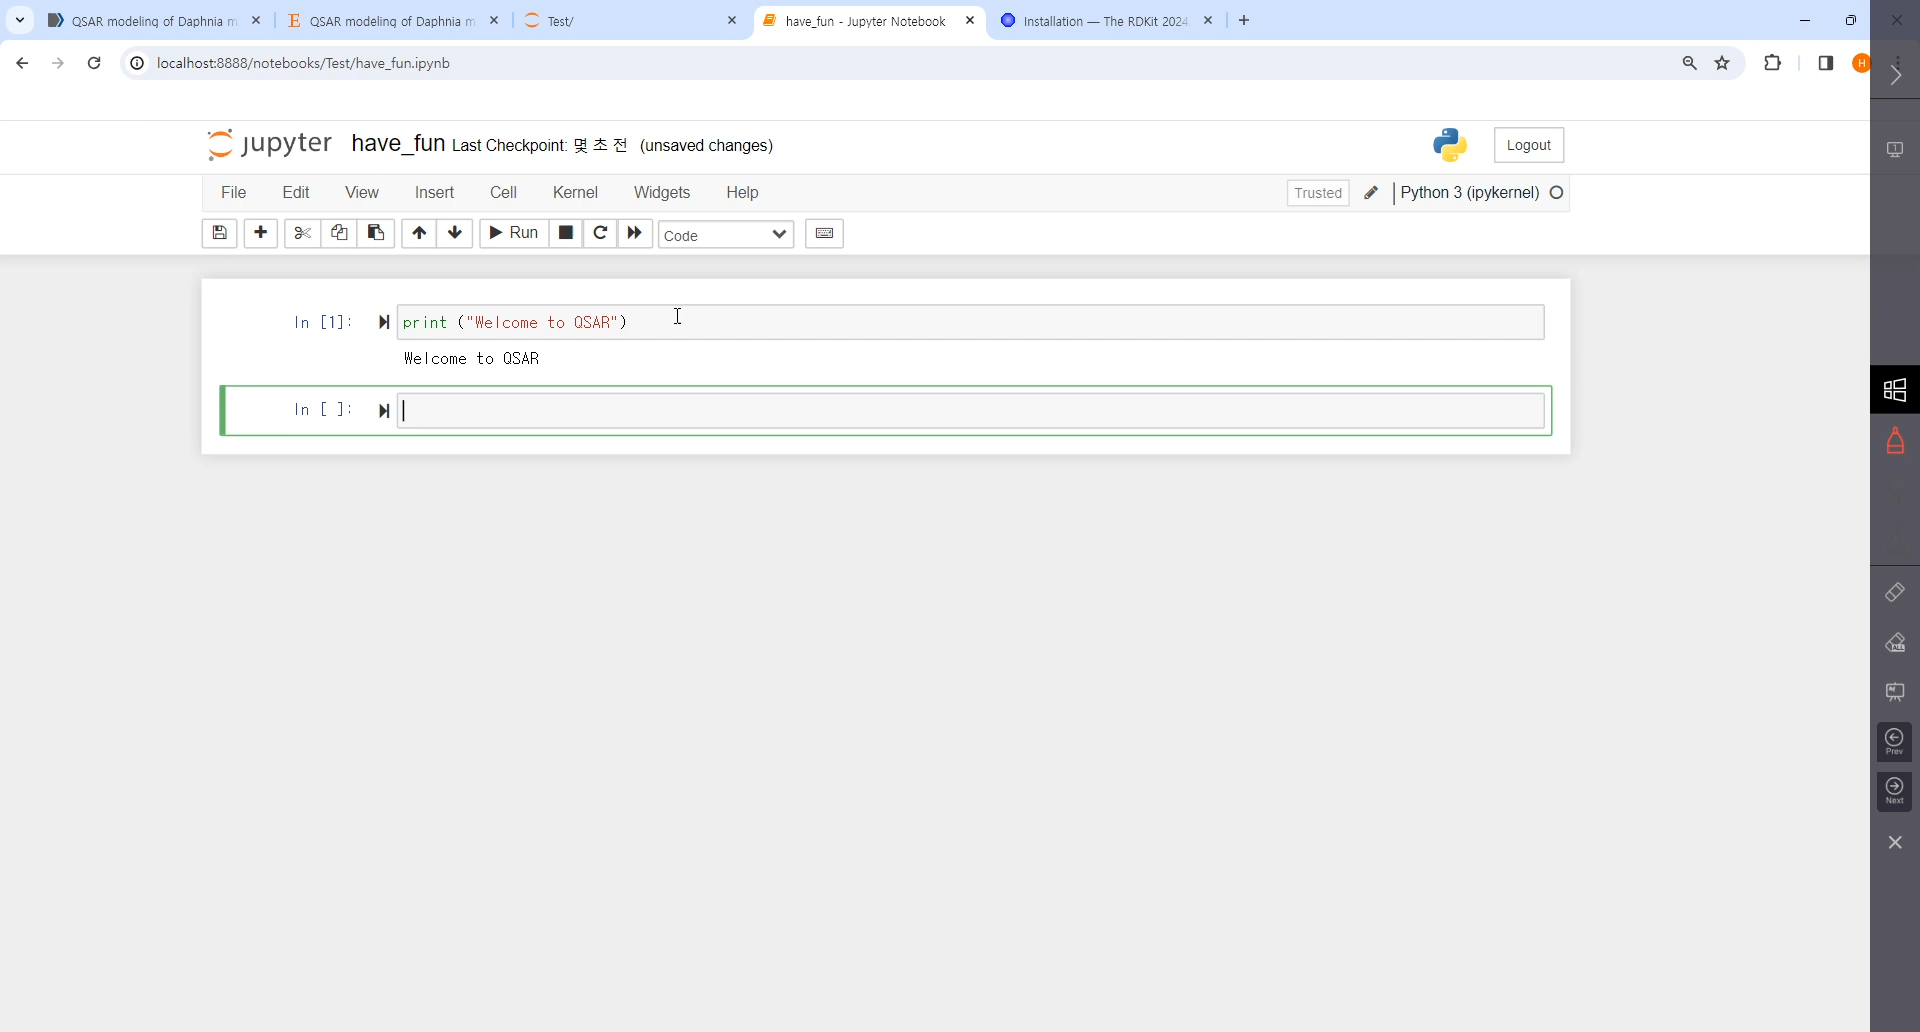 QSAR modeling of Daphnia m
QSAR modeling of Daphnia m
Test/
have_fun - Jupyter Notebook
Installation — The RDKit 2024
localhost:8888/notebooks/Test/have_fun.ipynb
H
jupyter have_fun Last Checkpoint: 몇 초 전 (unsaved changes)
Logout
File Edit View Insert Cell Kernel Widgets Help
Trusted
Python 3 (ipykernel)
Run
Code
In [1]: print ("Welcome to QSAR")
Welcome to QSAR
In [ ]:
1
Prev
Next